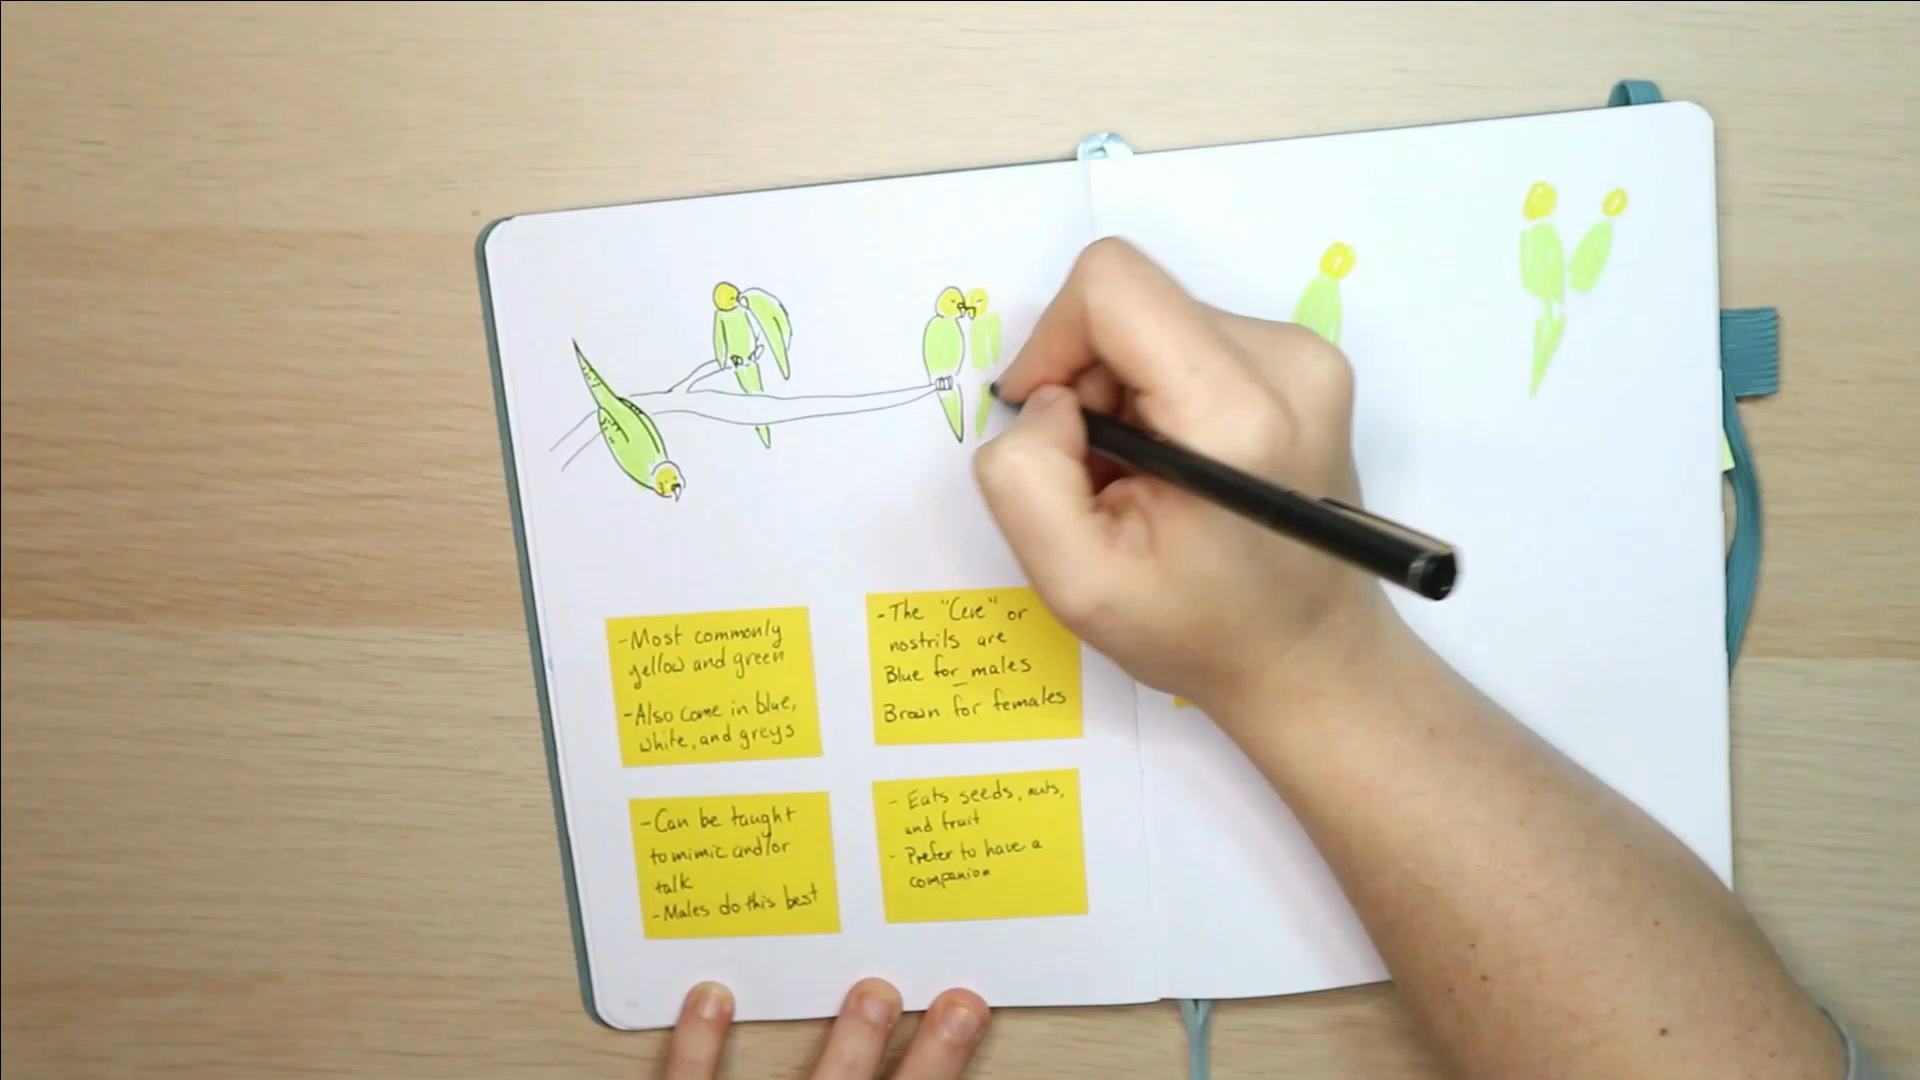 -Most commonly
yellow and green
-Also come in blue,
white, and greys
-The "Cere" or
nostrils are
Blue for males
Brown for females
-Can be taught
to mimic and/or
talk
-Males do this best
- Eats seeds, nuts,
and fruit
- Prefer to have a
companion